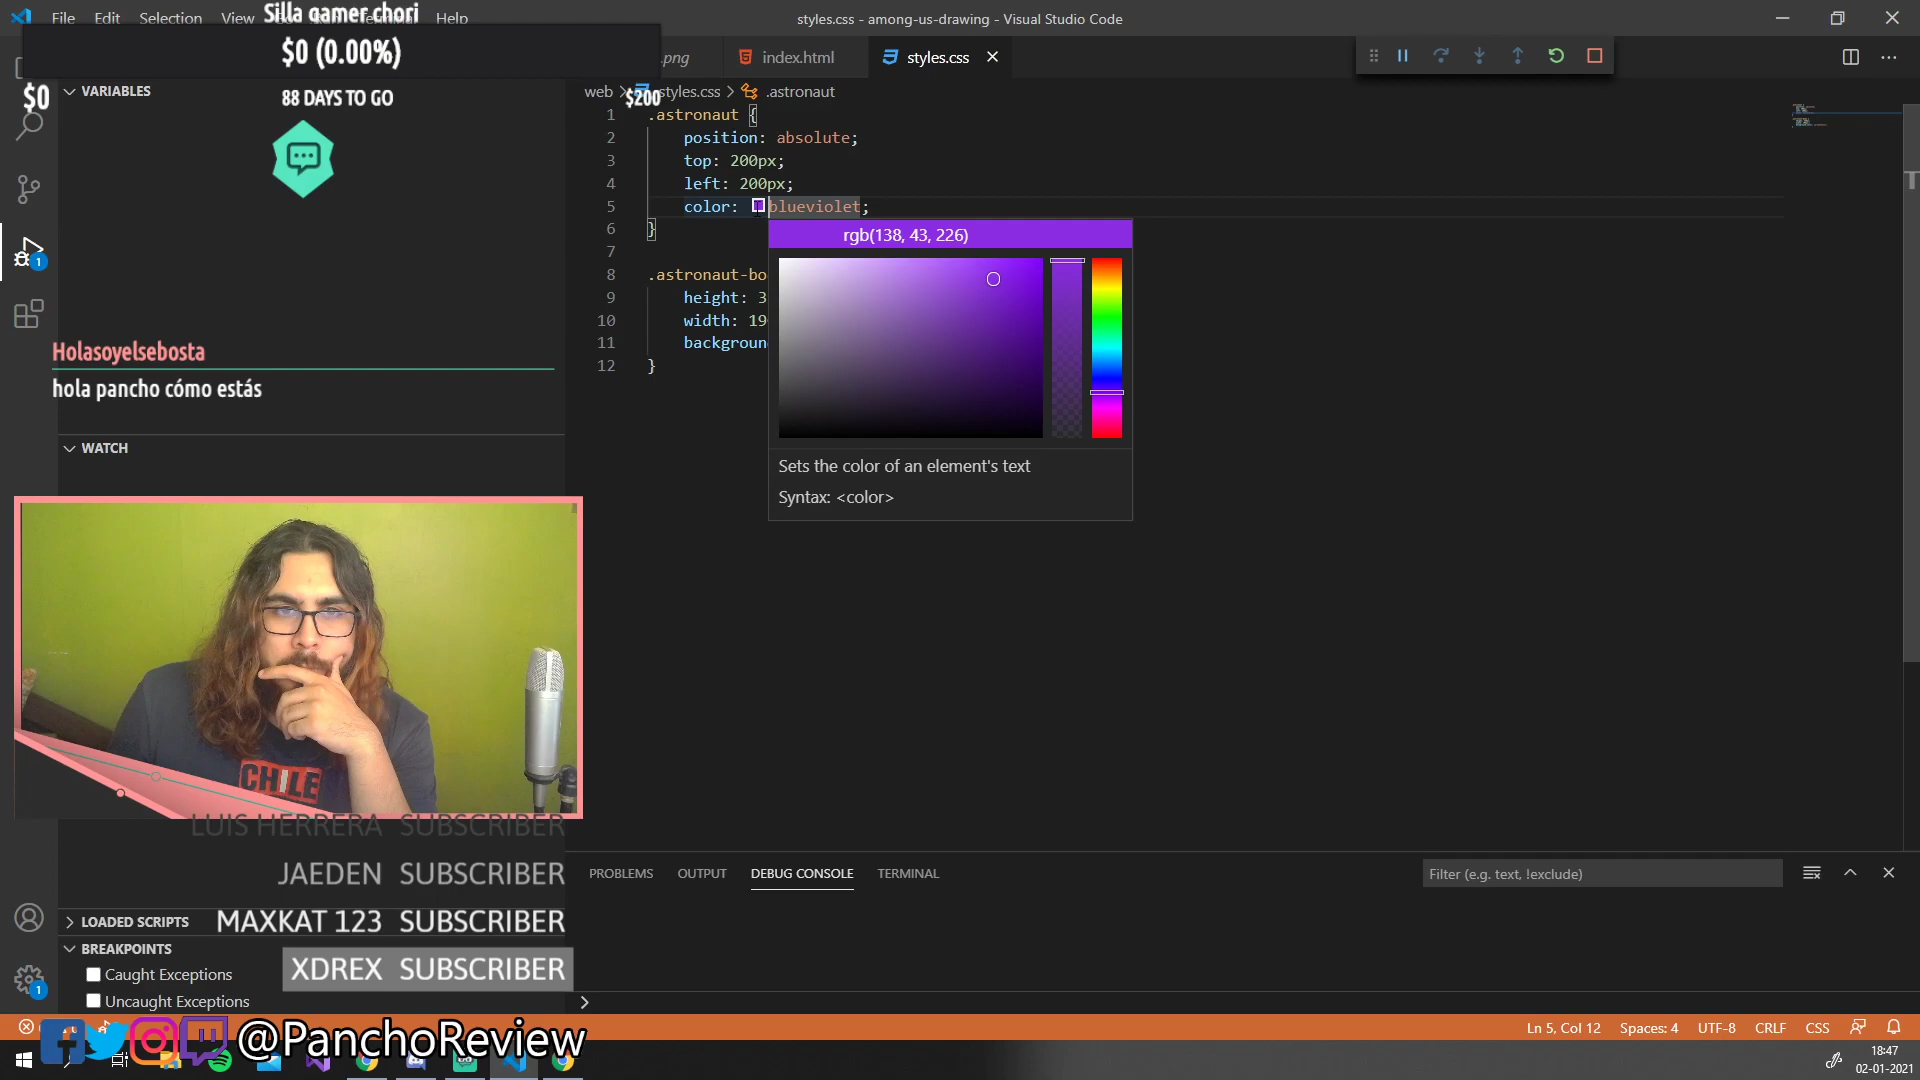 File Edit Selection View Terminal Help
styles.css - among-us-drawing - Visual Studio Code
Silla gamer chori
$0 (0.00%)
$0
88 DAYS TO GO
$200
.png
index.html
styles.css
VARIABLES
web > styles.css > .astronaut
1 .astronaut {
2 position: absolute;
3 top: 200px;
4 left: 200px;
5 color: blueviolet;
6 }
7
8 .astronaut-bo
9 height: 3
10 width: 19
11 background
12 }
rgb(138, 43, 226)
Sets the color of an element's text
Syntax: <color>
1
Holasoyelsebosta
hola pancho cómo estás
WATCH
CHILE
LUIS HERRERA SUBSCRIBER
JAEDEN SUBSCRIBER
MAXKAT 123 SUBSCRIBER
XDREX SUBSCRIBER
LOADED SCRIPTS
BREAKPOINTS
Caught Exceptions
Uncaught Exceptions
1
PROBLEMS OUTPUT DEBUG CONSOLE TERMINAL
Filter (e.g. text, !exclude)
@PanchoReview
Ln 5, Col 12 Spaces: 4 UTF-8 CRLF CSS
18:47
02-01-2021